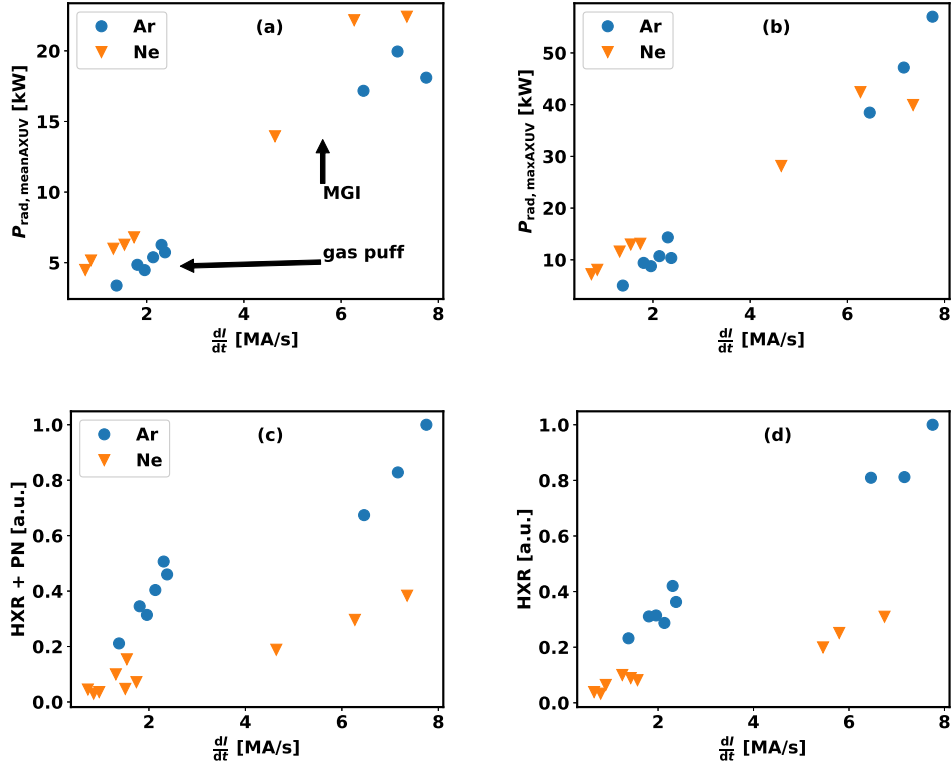 Ar
Ne
(a)
20
15
10
5
P_rad,meanAXUV [kW]
MGI
gas puff
2 4 6 8
dI/dt [MA/s]
Ar
Ne
(b)
50
40
30
20
10
P_rad,maxAXUV [kW]
2 4 6 8
dI/dt [MA/s]
Ar
Ne
(c)
1.0
0.8
0.6
0.4
0.2
0.0
HXR + PN [a.u.]
2 4 6 8
dI/dt [MA/s]
(d)
1.0
0.8
0.6
0.4
0.2
0.0
HXR [a.u.]
2 4 6 8
dI/dt [MA/s]